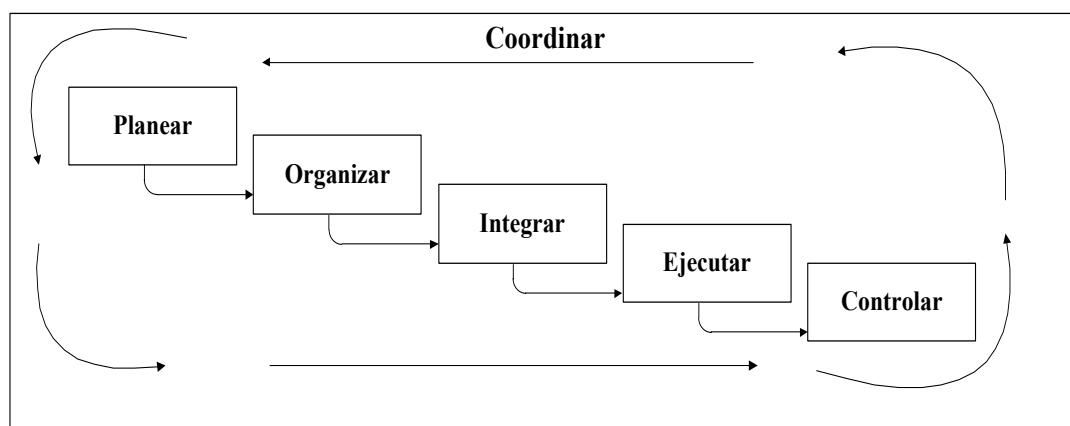 Coordinar
Planear
Organizar
Integrar
Ejecutar
Controlar